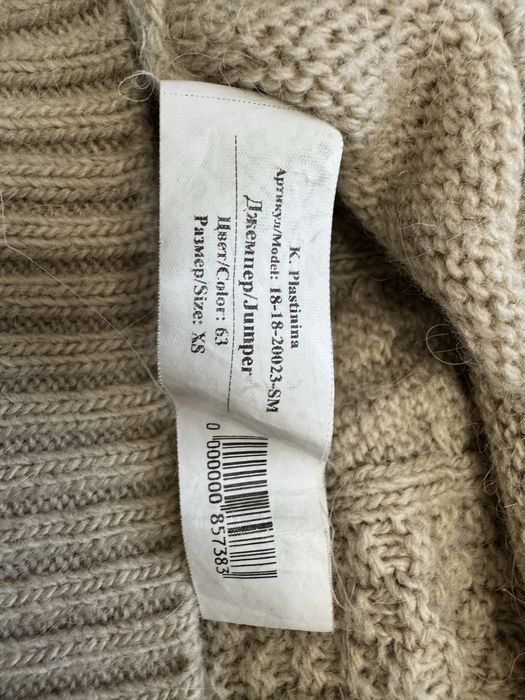 K. Plastinina
Артикул/Model: 18-18-20023-SM
Джемпер/Jumper
Цвет/Color: 63
Размер/Size: XS
0 000000 857383